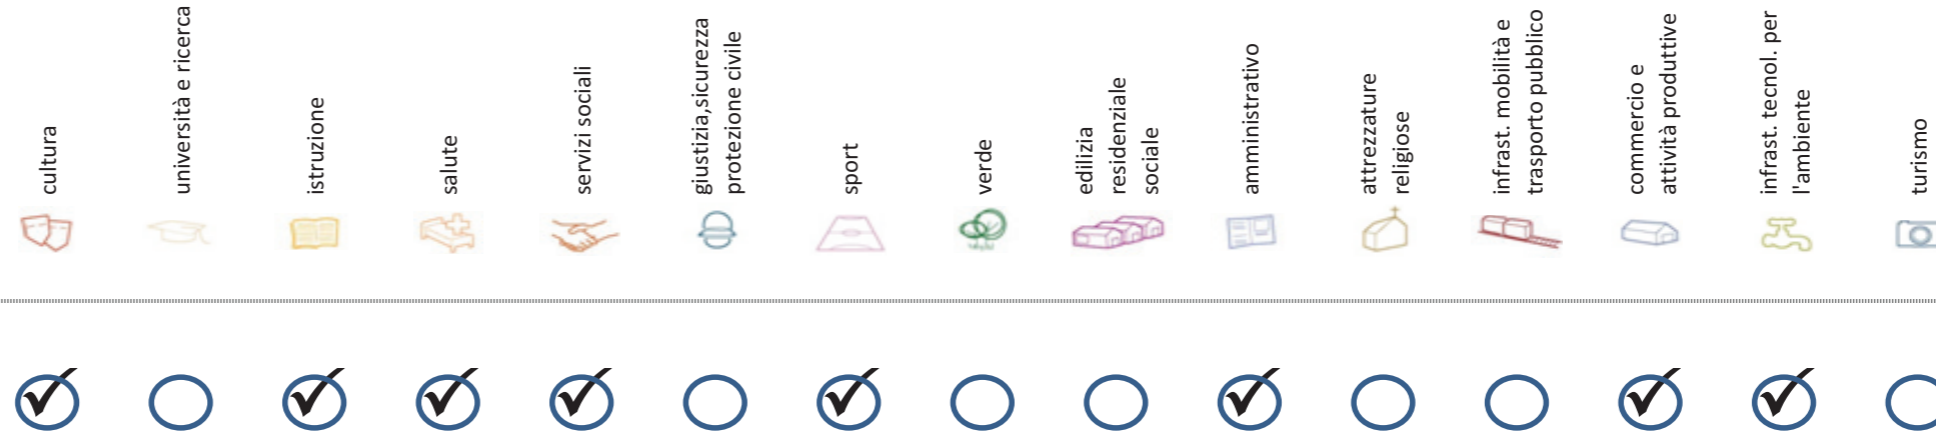 cultura
università e ricerca
istruzione
salute
servizi sociali
giustizia,sicurezza
protezione civile
sport
verde
edilizia
residenziale
sociale
amministrativo
attrezzature
religiose
infrast. mobilità e
trasporto pubblico
commercio e
attività produttive
infrast. tecnol. per
l'ambiente
turismo